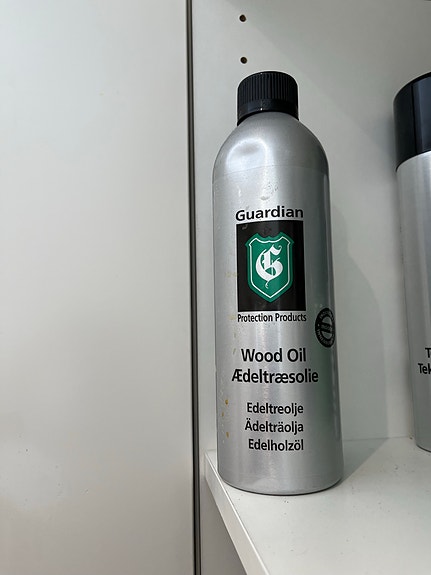 Guardian
G
Protection Products
Wood Oil
Ædeltræsolie
Edeltreolje
Ädelträolja
Edelholzöl